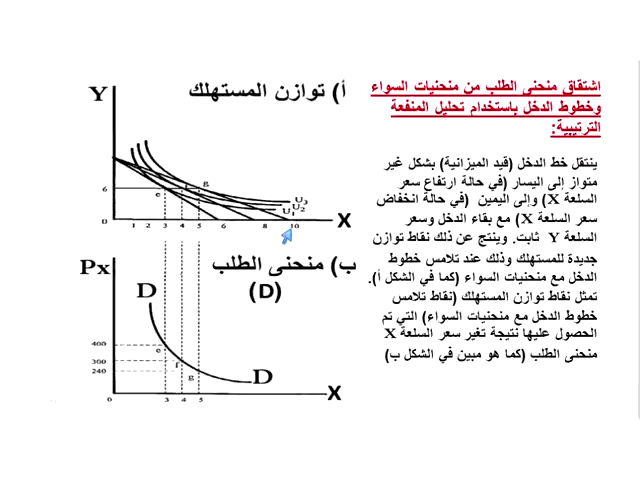 اشتقاق منحنى الطلب من منحنيات السواء
وخطوط الدخل باستخدام تحليل المنفعة
الترتيبية:
ينتقل خط الدخل (قيد الميزانية) بشكل غير
متواز إلى اليسار (في حالة ارتفاع سعر
السلعة X) وإلى اليمين (في حالة انخفاض
سعر السلعة X) مع بقاء الدخل وسعر
السلعة Y ثابت. وينتج عن ذلك نقاط توازن
جديدة للمستهلك وذلك عند تلامس خطوط
الدخل مع منحنيات السواء (كما في الشكل أ).
تمثل نقاط توازن المستهلك (نقاط تلامس
خطوط الدخل مع منحنيات السواء) التي تم
الحصول عليها نتيجة تغير سعر السلعة X
منحنى الطلب (كما هو مبين في الشكل ب)
أ) توازن المستهلك
Y
6
e f g
U3
U2
U1
0 1 2 3 4 5 6 8 10
X
ب) منحنى الطلب
(D)
Px
D
400
300
240
e
f
g
D
0 3 4 5
X